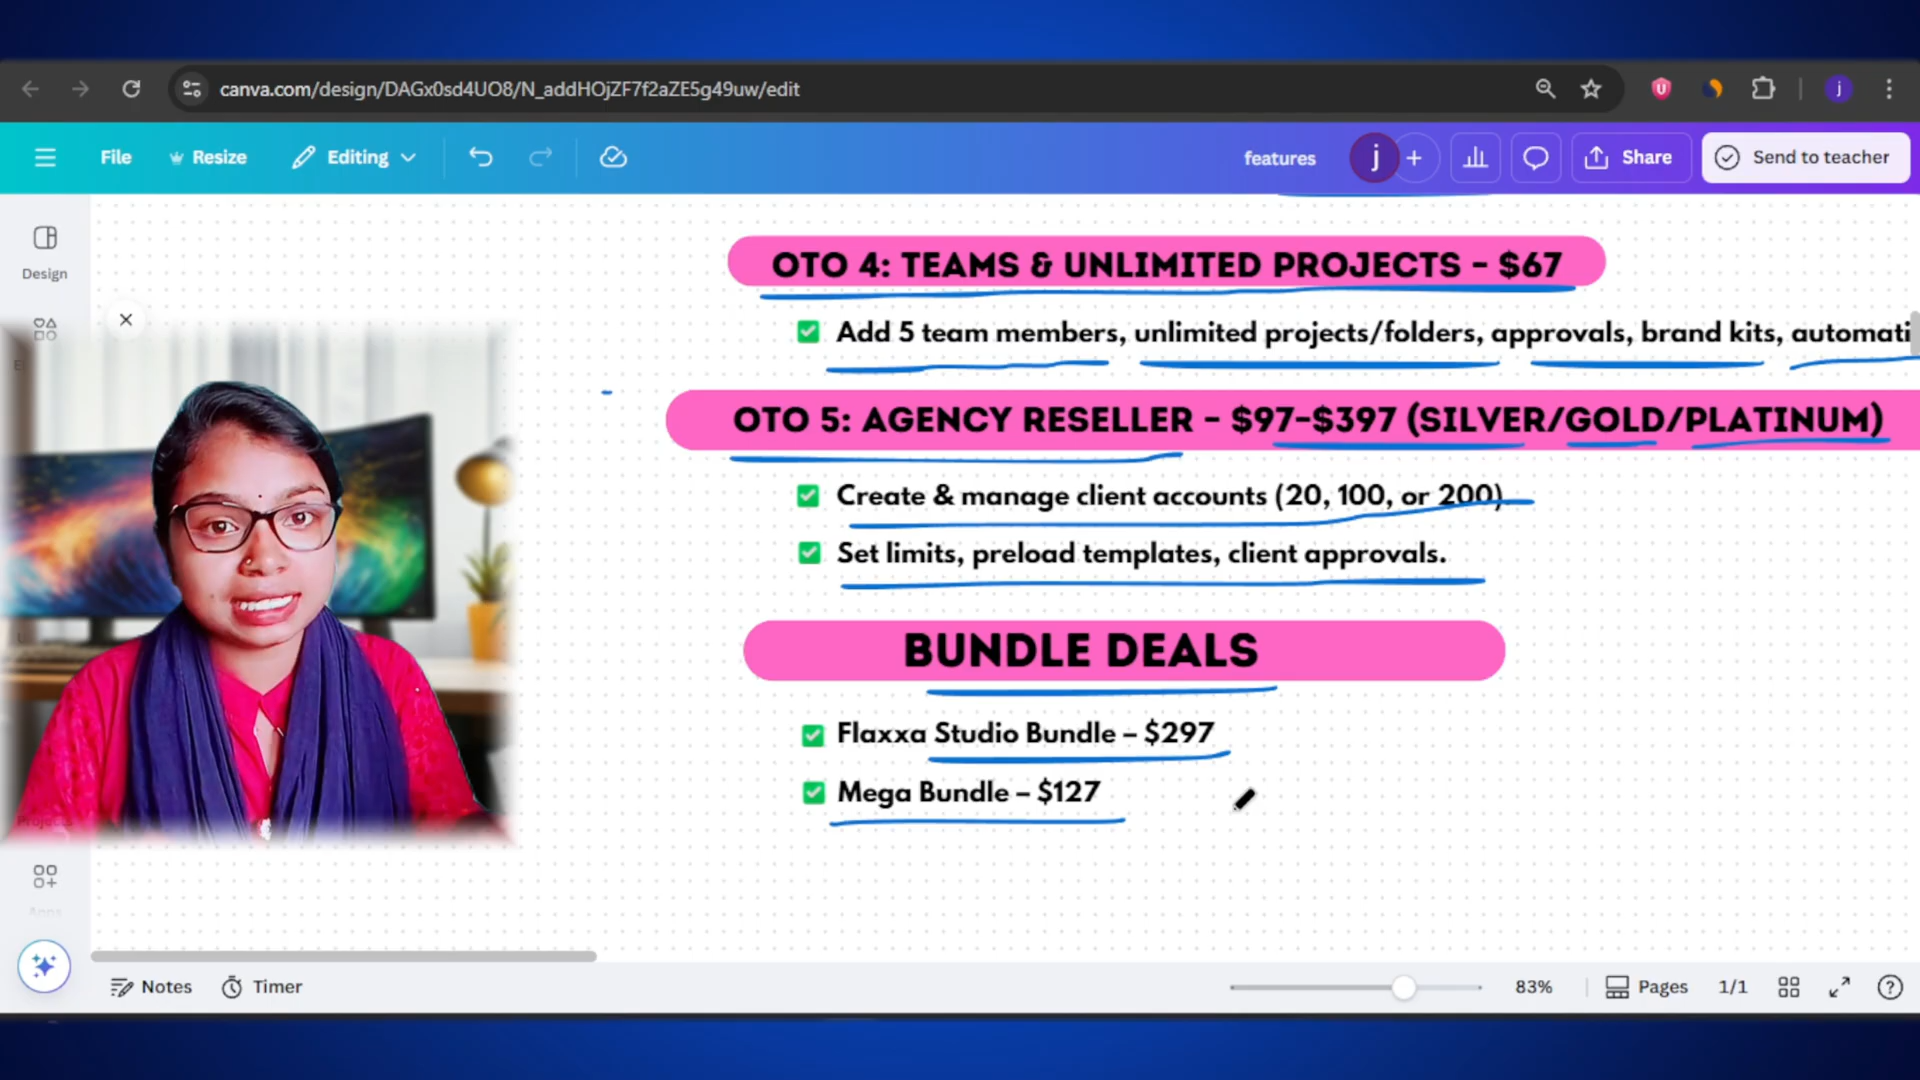 canva.com/design/DAGx0sd4UO8/N_addHOjZF7f2aZE5g49uw/edit
j
File
Resize
Editing
features
j
+
Share
Send to teacher
Design
OTO 4: TEAMS & UNLIMITED PROJECTS - $67
Add 5 team members, unlimited projects/folders, approvals, brand kits, automati
OTO 5: AGENCY RESELLER - $97-$397 (SILVER/GOLD/PLATINUM)
Create & manage client accounts (20, 100, or 200)
Set limits, preload templates, client approvals.
BUNDLE DEALS
Flaxxa Studio Bundle – $297
Mega Bundle – $127
Projects
Apps
Notes
Timer
83%
Pages
1/1